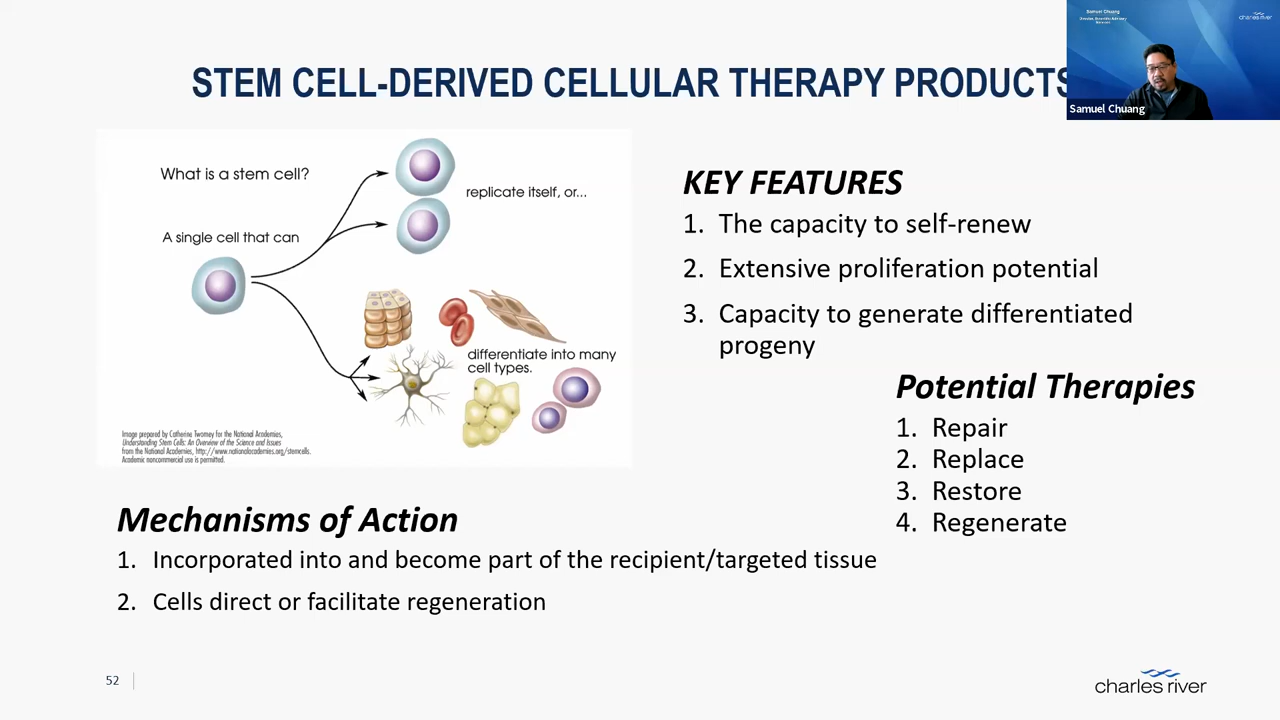 STEM CELL-DERIVED CELLULAR THERAPY PRODUCTS
Samuel Chuang
charles river
Samuel Chuang
What is a stem cell?
replicate itself, or...
A single cell that can
differentiate into many
cell types.
Image prepared by Catherine Twomey for the National Academies,
Understanding Stem Cells: An Overview of the Science and Issues
from the National Academies, http://www.nationalacademies.org/stemcells.
Academic noncommercial use is permitted.
KEY FEATURES
1. The capacity to self-renew
2. Extensive proliferation potential
3. Capacity to generate differentiated
progeny
Potential Therapies
1. Repair
2. Replace
3. Restore
4. Regenerate
Mechanisms of Action
1. Incorporated into and become part of the recipient/targeted tissue
2. Cells direct or facilitate regeneration
52
charles river